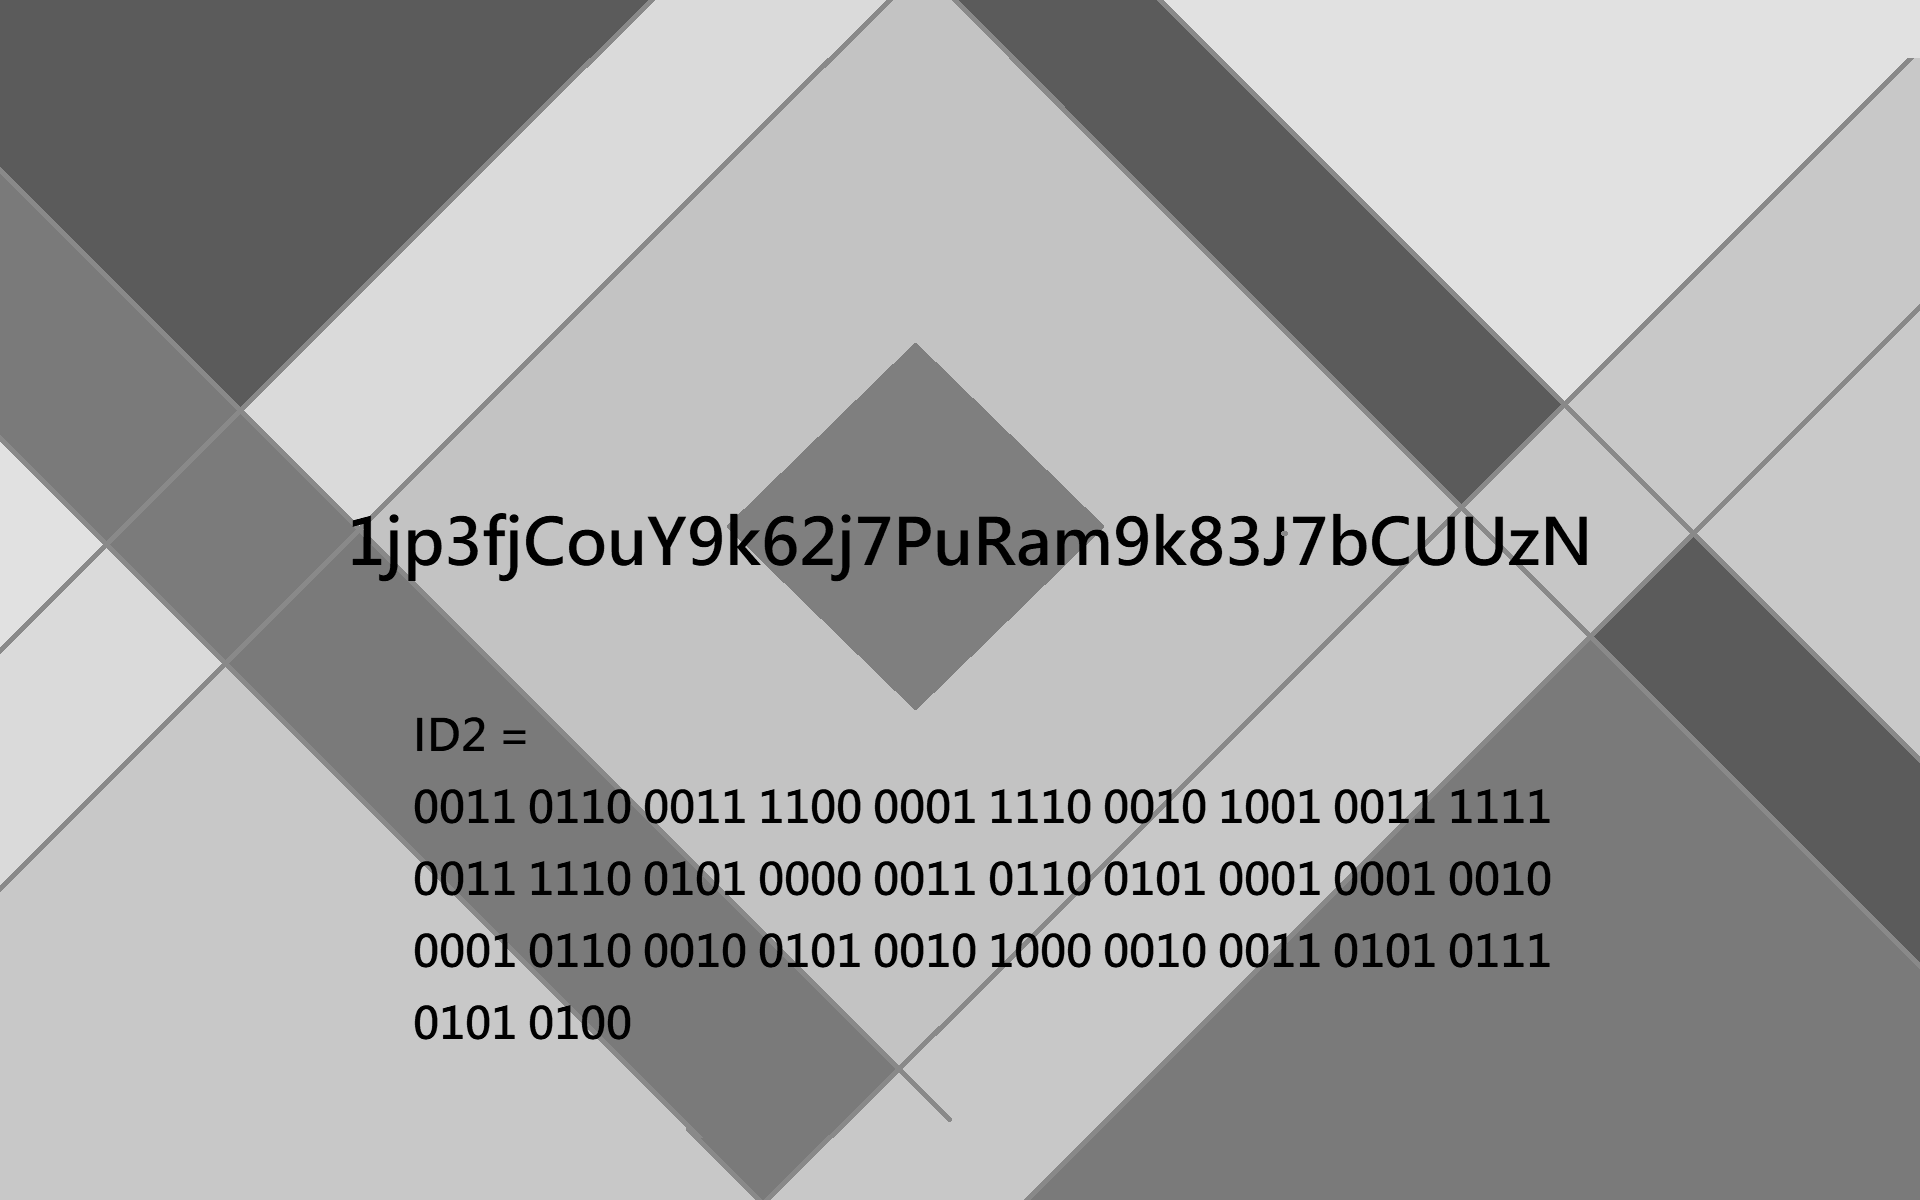 1jp3fjCouY9k62j7PuRam9k83J7bCUUzN
ID2 =
0011 0110 0011 1100 0001 1110 0010 1001 0011 1111
0011 1110 0101 0000 0011 0110 0101 0001 0001 0010
0001 0110 0010 0101 0010 1000 0010 0011 0101 0111
0101 0100